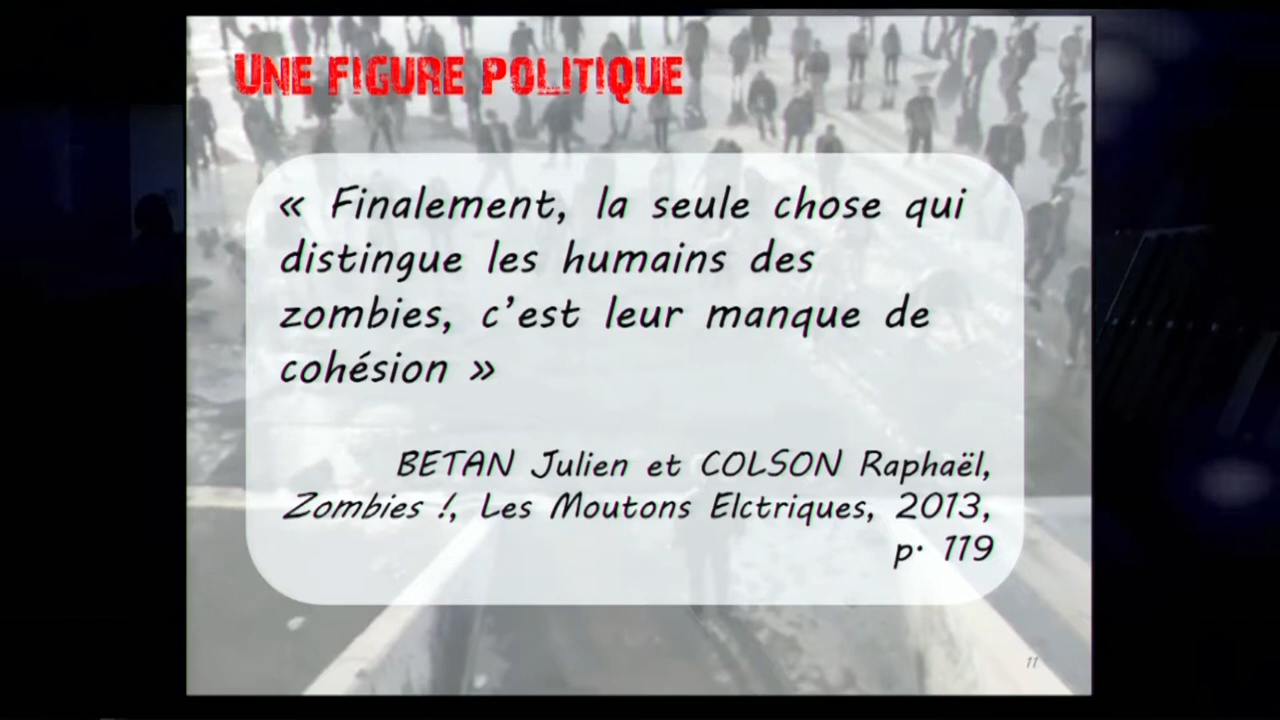 UNE FIGURE POLITIQUE
« Finalement, la seule chose qui
distingue les humains des
zombies, c’est leur manque de
cohésion »
BETAN Julien et COLSON Raphaël,
Zombies !, Les Moutons Elctriques, 2013,
p. 119
11